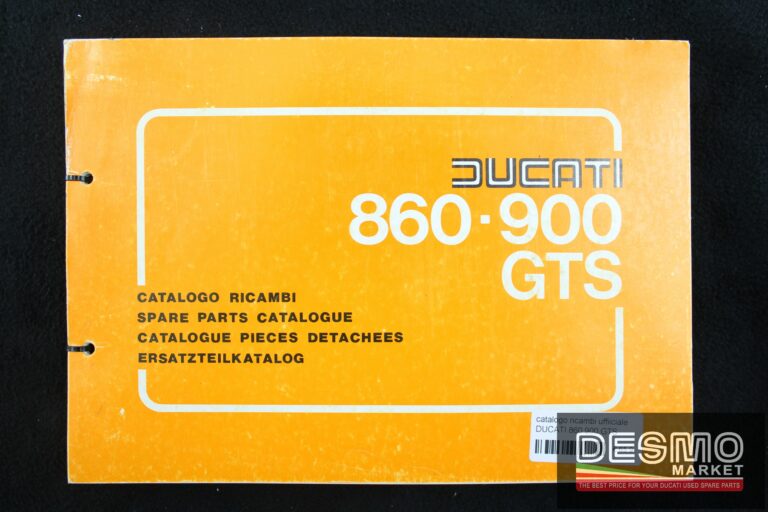 DUCATI
860·900
GTS
CATALOGO RICAMBI
SPARE PARTS CATALOGUE
CATALOGUE PIECES DETACHEES
ERSATZTEILKATALOG
catalogo ricambi uffiiciale
DUCATI 860 900 GTS
DESMO
MARKET
THE BEST PRICE FOR YOUR DUCATI USED SPARE PARTS